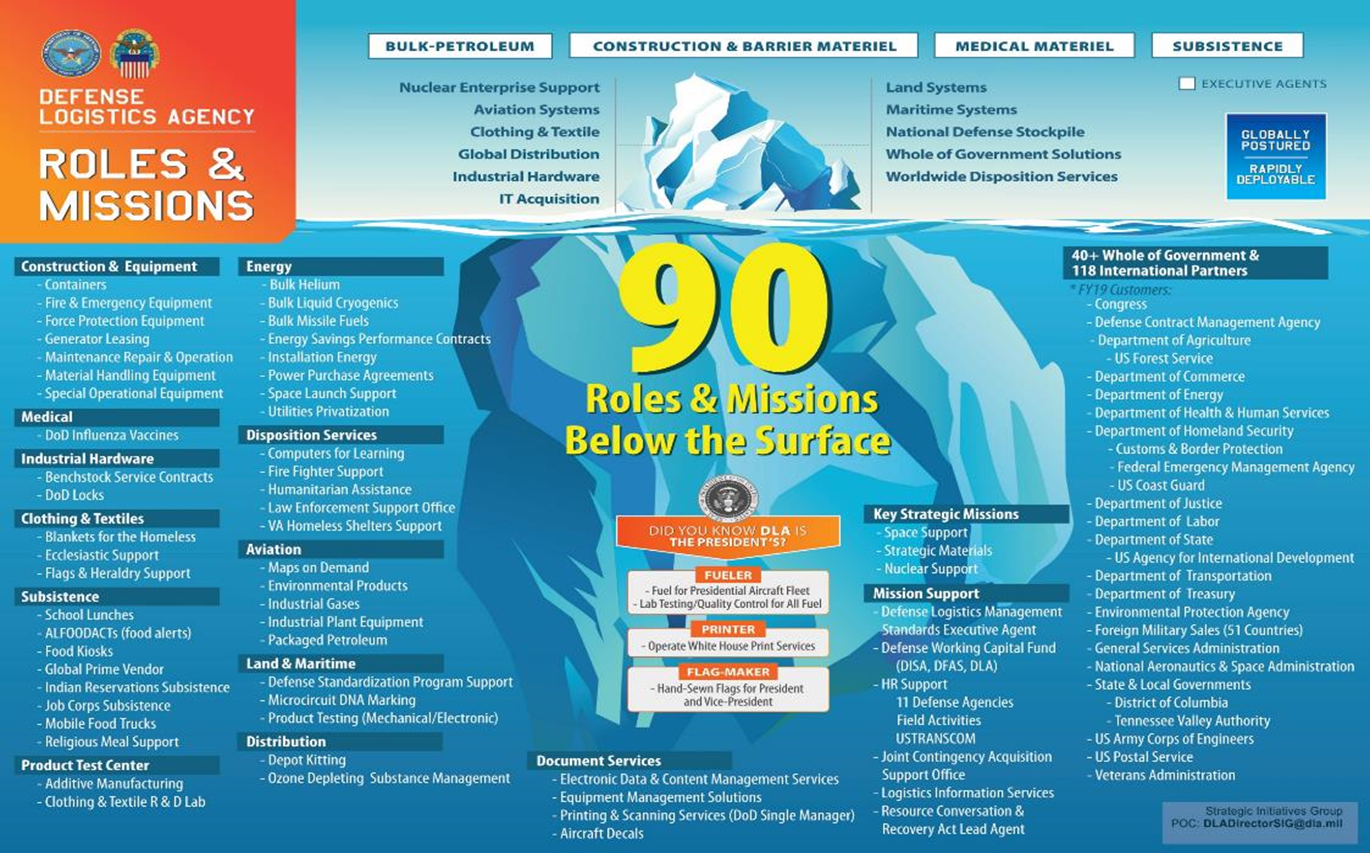 DEFENSE
LOGISTICS AGENCY
ROLES &
MISSIONS
BULK-PETROLEUM
CONSTRUCTION & BARRIER MATERIEL
MEDICAL MATERIEL
SUBSISTENCE
EXECUTIVE AGENTS
Nuclear Enterprise Support
Aviation Systems
Clothing & Textile
Global Distribution
Industrial Hardware
IT Acquisition
Land Systems
Maritime Systems
National Defense Stockpile
Whole of Government Solutions
Worldwide Disposition Services
GLOBALLY
POSTURED
RAPIDLY
DEPLOYABLE
90
Roles & Missions
Below the Surface
Construction & Equipment
- Containers
- Fire & Emergency Equipment
- Force Protection Equipment
- Generator Leasing
- Maintenance Repair & Operation
- Material Handling Equipment
- Special Operational Equipment
Medical
- DoD Influenza Vaccines
Industrial Hardware
- Benchstock Service Contracts
- DoD Locks
Clothing & Textiles
- Blankets for the Homeless
- Ecclesiastic Support
- Flags & Heraldry Support
Subsistence
- School Lunches
- ALFOODACTs (food alerts)
- Food Kiosks
- Global Prime Vendor
- Indian Reservations Subsistence
- Job Corps Subsistence
- Mobile Food Trucks
- Religious Meal Support
Product Test Center
- Additive Manufacturing
- Clothing & Textile R & D Lab
Energy
- Bulk Helium
- Bulk Liquid Cryogenics
- Bulk Missile Fuels
- Energy Savings Performance Contracts
- Installation Energy
- Power Purchase Agreements
- Space Launch Support
- Utilities Privatization
Disposition Services
- Computers for Learning
- Fire Fighter Support
- Humanitarian Assistance
- Law Enforcement Support Office
- VA Homeless Shelters Support
Aviation
- Maps on Demand
- Environmental Products
- Industrial Gases
- Industrial Plant Equipment
- Packaged Petroleum
Land & Maritime
- Defense Standardization Program Support
- Microcircuit DNA Marking
- Product Testing (Mechanical/Electronic)
Distribution
- Depot Kitting
- Ozone Depleting Substance Management
DID YOU KNOW DLA IS
THE PRESIDENT'S?
FUELER
- Fuel for Presidential Aircraft Fleet
- Lab Testing/Quality Control for All Fuel
PRINTER
- Operate White House Print Services
FLAG-MAKER
- Hand-Sewn Flags for President
and Vice-President
Document Services
- Electronic Data & Content Management Services
- Equipment Management Solutions
- Printing & Scanning Services (DoD Single Manager)
- Aircraft Decals
Key Strategic Missions
- Space Support
- Strategic Materials
- Nuclear Support
Mission Support
- Defense Logistics Management
Standards Executive Agent
- Defense Working Capital Fund
(DISA, DFAS, DLA)
- HR Support
11 Defense Agencies
Field Activities
USTRANSCOM
- Joint Contingency Acquisition
Support Office
- Logistics Information Services
- Resource Conversation &
Recovery Act Lead Agent
40+ Whole of Government &
118 International Partners
* FY19 Customers:
- Congress
- Defense Contract Management Agency
- Department of Agriculture
- US Forest Service
- Department of Commerce
- Department of Energy
- Department of Health & Human Services
- Department of Homeland Security
- Customs & Border Protection
- Federal Emergency Management Agency
- US Coast Guard
- Department of Justice
- Department of Labor
- Department of State
- US Agency for International Development
- Department of Transportation
- Department of Treasury
- Environmental Protection Agency
- Foreign Military Sales (51 Countries)
- General Services Administration
- National Aeronautics & Space Administration
- State & Local Governments
- District of Columbia
- Tennessee Valley Authority
- US Army Corps of Engineers
- US Postal Service
- Veterans Administration
Strategic Initiatives Group
POC: DLADirectorSIG@dla.mil